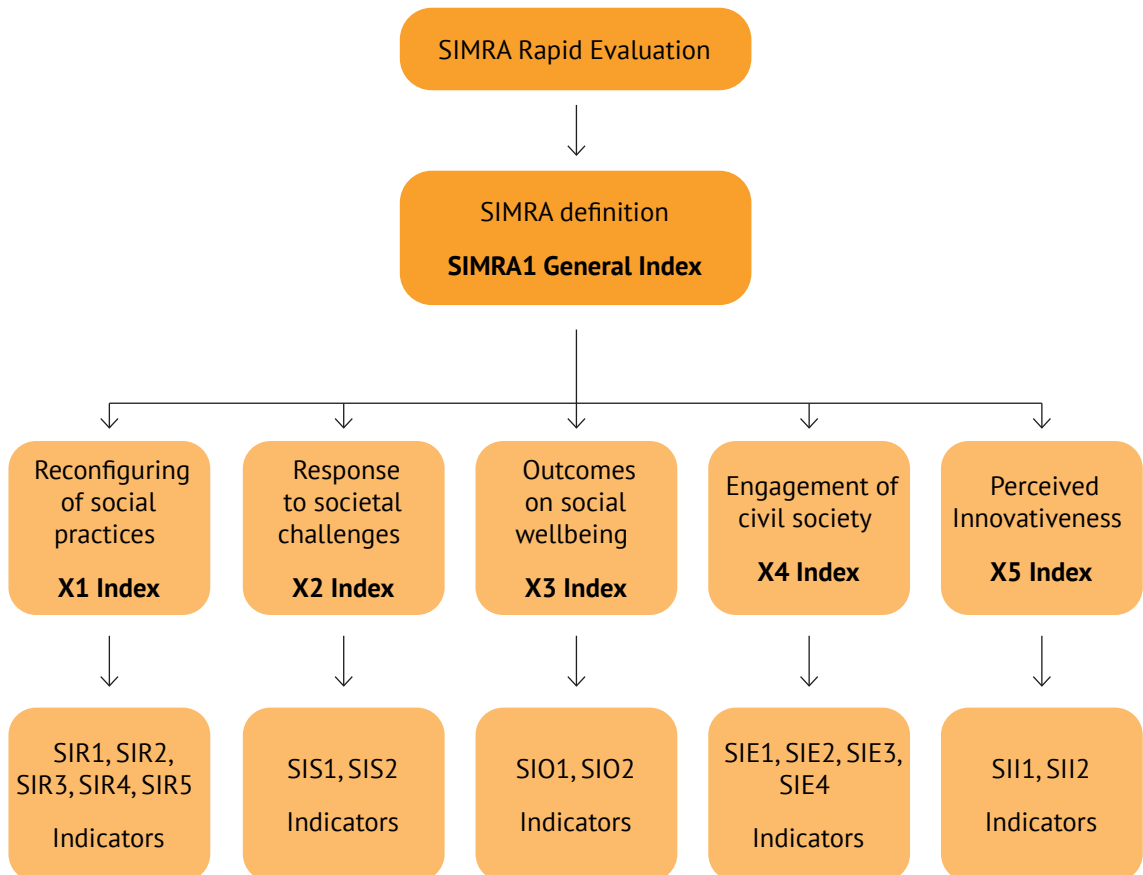 SIMRA Rapid Evaluation
SIMRA definition
SIMRA1 General Index
Reconfiguring
of social
practices
X1 Index
Response
to societal
challenges
X2 Index
Outcomes
on social
wellbeing
X3 Index
Engagement of
civil society
X4 Index
Perceived
Innovativeness
X5 Index
SIR1, SIR2,
SIR3, SIR4, SIR5
Indicators
SIS1, SIS2
Indicators
SIO1, SIO2
Indicators
SIE1, SIE2, SIE3,
SIE4
Indicators
SII1, SII2
Indicators